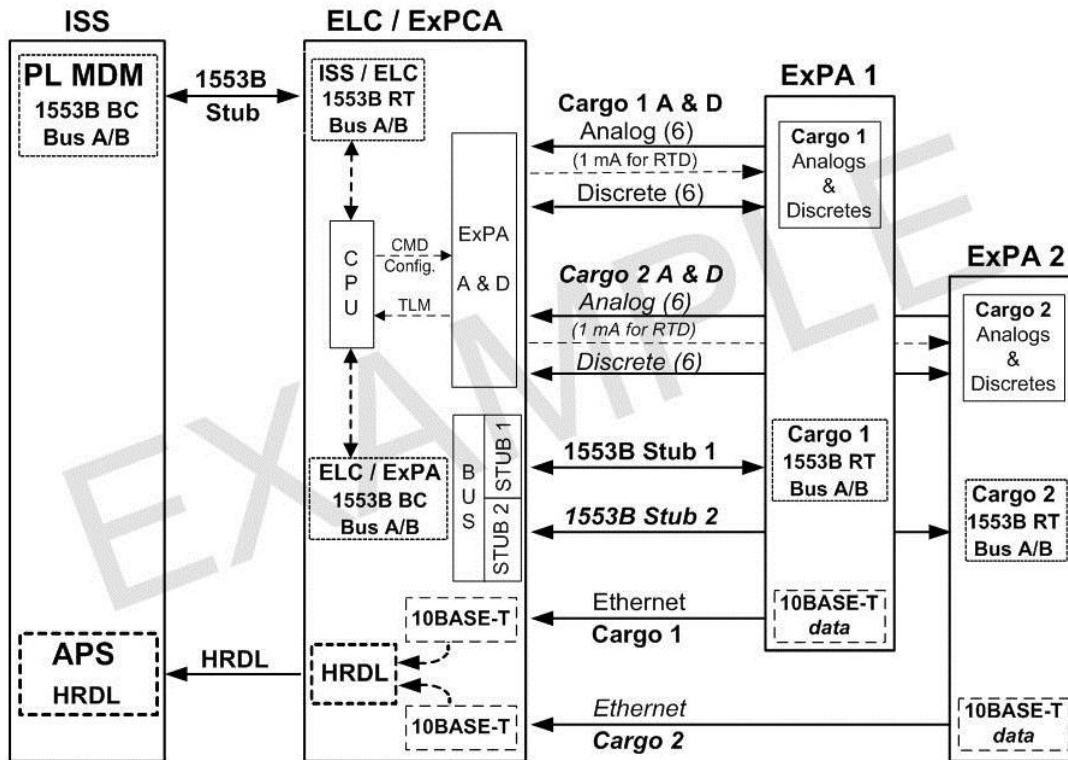 ISS
ELC / ExPCA
ExPA 1
ExPA 2
PL MDM
1553B BC
Bus A/B
1553B
Stub
ISS / ELC
1553B RT
Bus A/B
CPU
CMD
Config.
TLM
ExPA
A & D
Cargo 1 A & D
Analog (6)
(1 mA for RTD)
Discrete (6)
Cargo 1
Analogs
&
Discretes
Cargo 2 A & D
Analog (6)
(1 mA for RTD)
Discrete (6)
Cargo 2
Analogs
&
Discretes
ELC / ExPA
1553B BC
Bus A/B
BUS
STUB 1
STUB 2
1553B Stub 1
1553B Stub 2
Cargo 1
1553B RT
Bus A/B
Cargo 2
1553B RT
Bus A/B
APS
HRDL
HRDL
HRDL
10BASE-T
10BASE-T
Ethernet
Cargo 1
10BASE-T
data
Ethernet
Cargo 2
10BASE-T
data
EXAMPLE